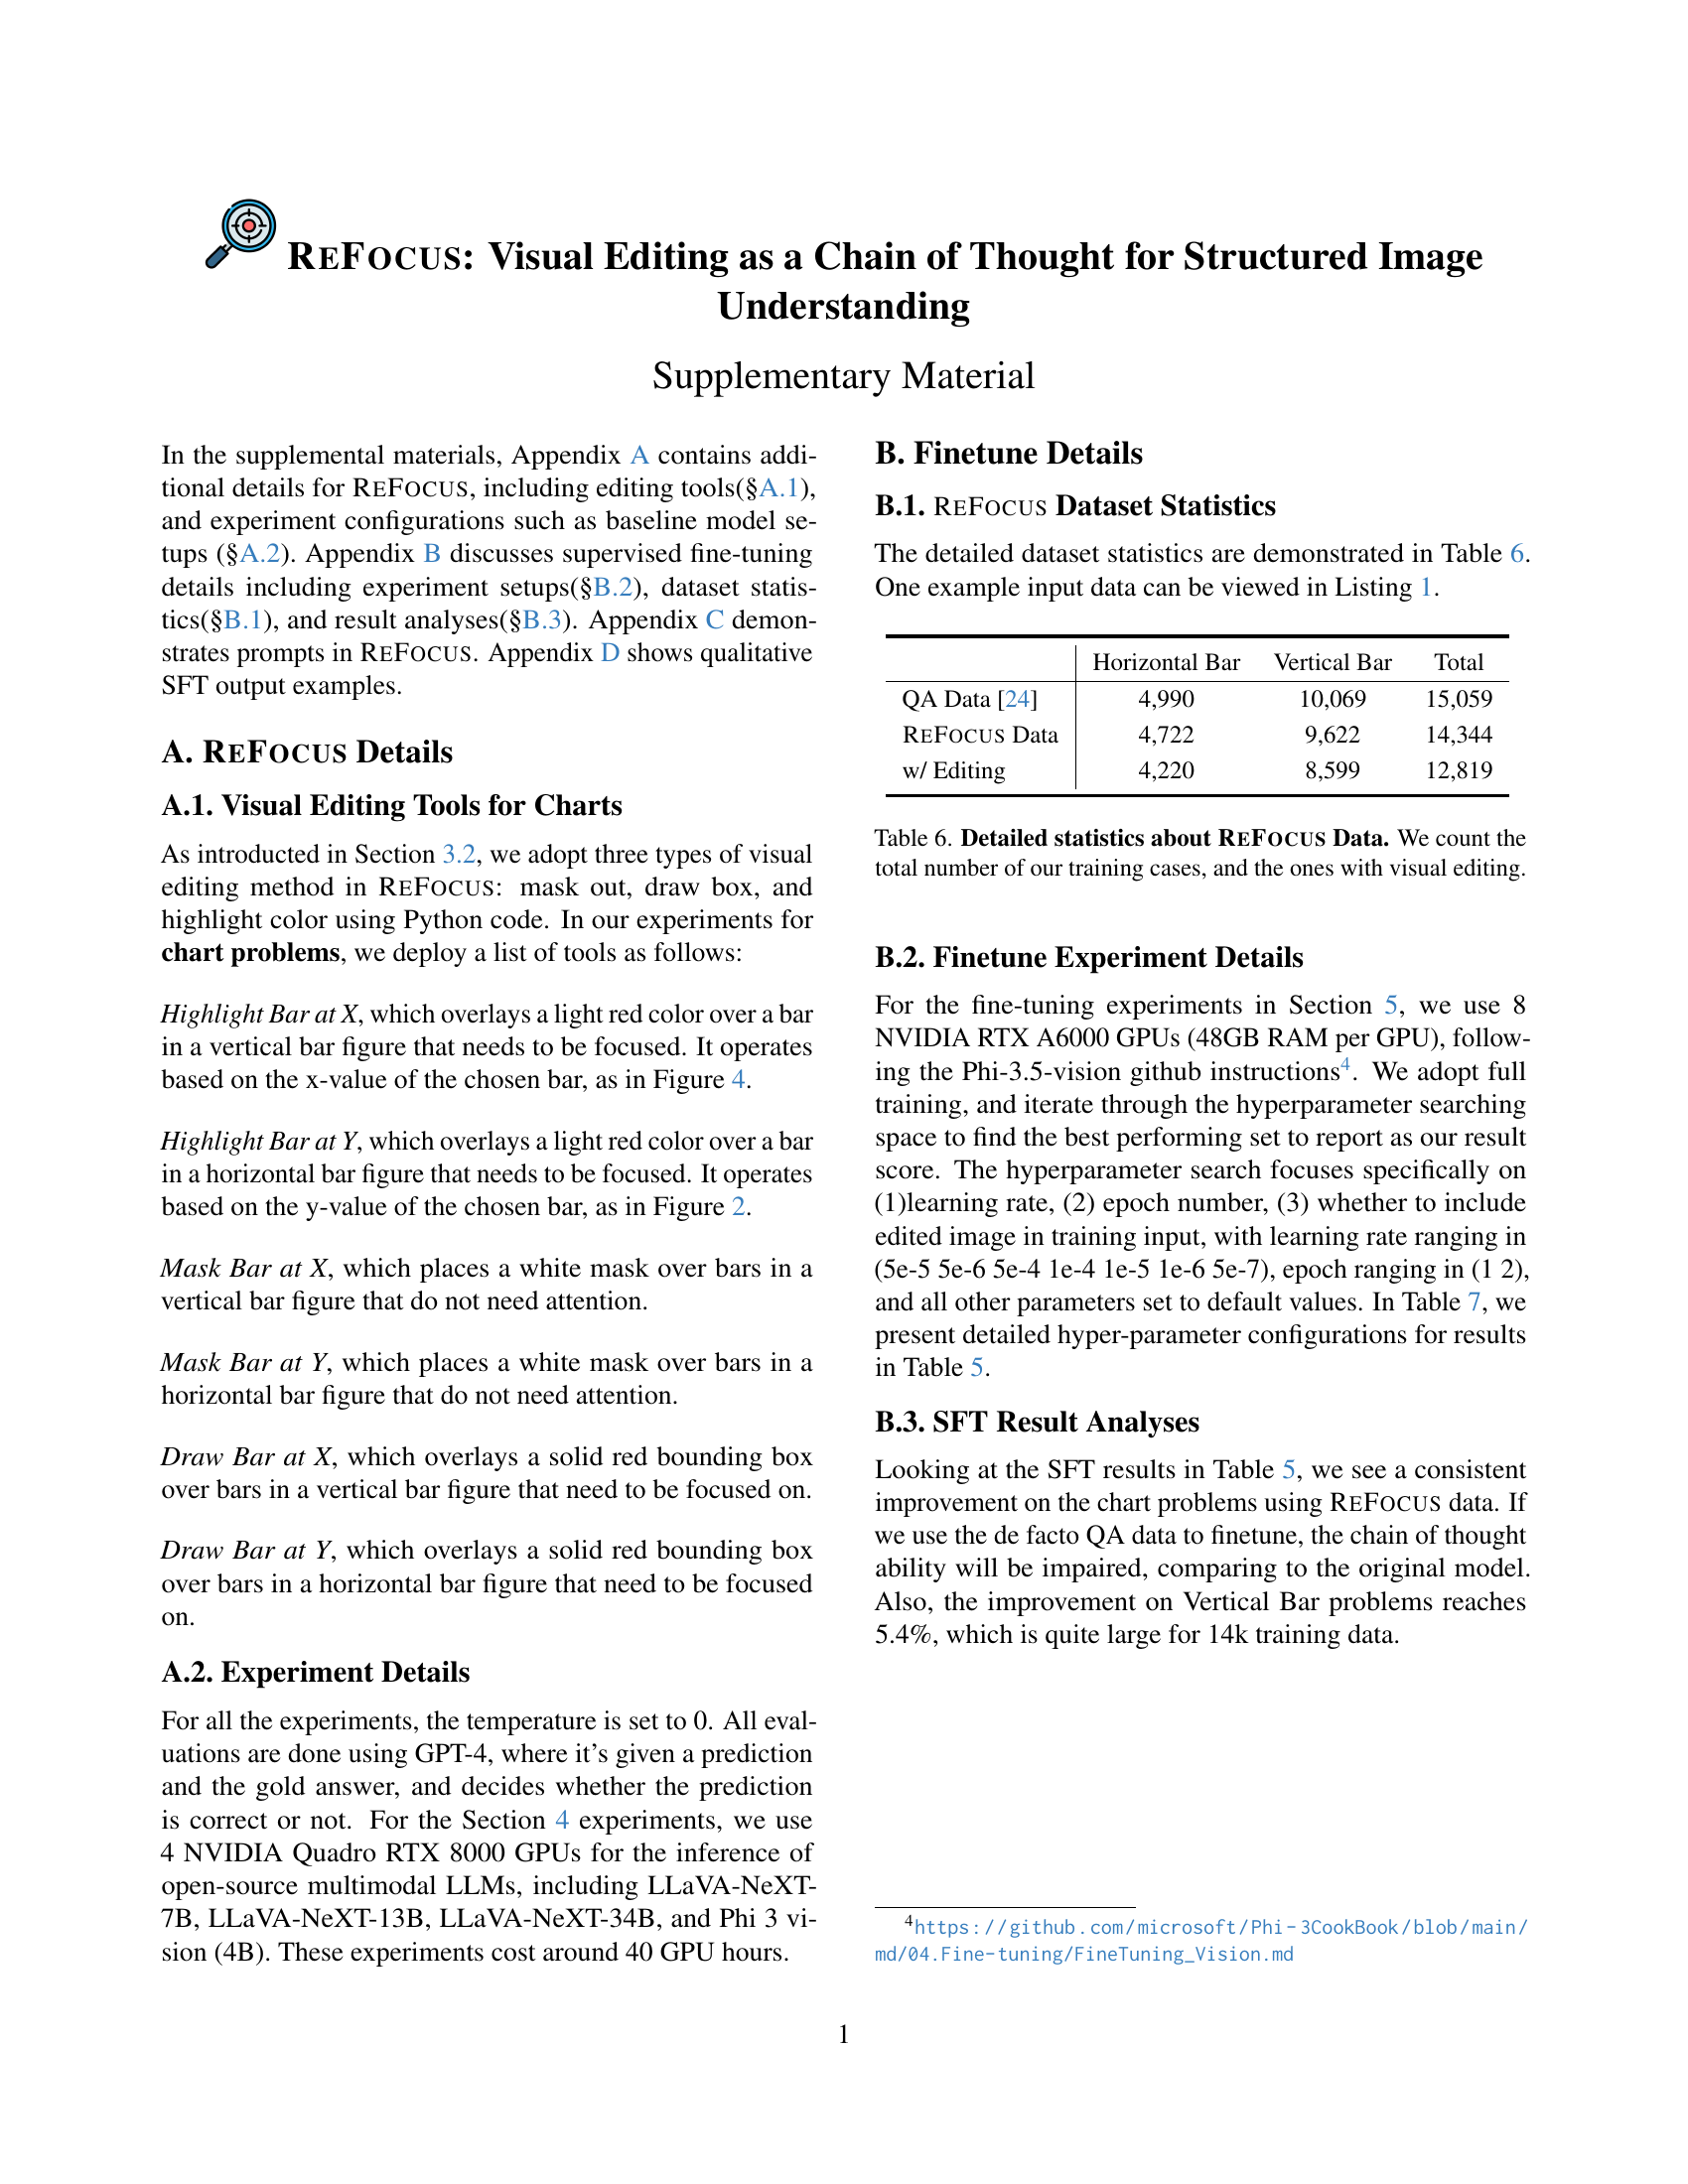 REFOCUS: Visual Editing as a Chain of Thought for Structured Image
Understanding
Supplementary Material
In the supplemental materials, Appendix A contains addi-
tional details for REFOCUS, including editing tools(§A.1),
and experiment configurations such as baseline model se-
tups (§A.2). Appendix B discusses supervised fine-tuning
details including experiment setups(§B.2), dataset statis-
tics(§B.1), and result analyses(§B.3). Appendix C demon-
strates prompts in REFOCUS. Appendix D shows qualitative
SFT output examples.
A. REFOCUS Details
A.1. Visual Editing Tools for Charts
As introducted in Section 3.2, we adopt three types of visual
editing method in REFOCUS: mask out, draw box, and
highlight color using Python code. In our experiments for
chart problems, we deploy a list of tools as follows:
Highlight Bar at X, which overlays a light red color over a bar
in a vertical bar figure that needs to be focused. It operates
based on the x-value of the chosen bar, as in Figure 4.
Highlight Bar at Y, which overlays a light red color over a bar
in a horizontal bar figure that needs to be focused. It operates
based on the y-value of the chosen bar, as in Figure 2.
Mask Bar at X, which places a white mask over bars in a
vertical bar figure that do not need attention.
Mask Bar at Y, which places a white mask over bars in a
horizontal bar figure that do not need attention.
Draw Bar at X, which overlays a solid red bounding box
over bars in a vertical bar figure that need to be focused on.
Draw Bar at Y, which overlays a solid red bounding box
over bars in a horizontal bar figure that need to be focused
on.
A.2. Experiment Details
For all the experiments, the temperature is set to 0. All eval-
uations are done using GPT-4, where it's given a prediction
and the gold answer, and decides whether the prediction
is correct or not. For the Section 4 experiments, we use
4 NVIDIA Quadro RTX 8000 GPUs for the inference of
open-source multimodal LLMs, including LLaVA-NeXT-
7B, LLaVA-NeXT-13B, LLaVA-NeXT-34B, and Phi 3 vi-
sion (4B). These experiments cost around 40 GPU hours.
B. Finetune Details
B.1. REFOCUS Dataset Statistics
The detailed dataset statistics are demonstrated in Table 6.
One example input data can be viewed in Listing 1.
Horizontal Bar Vertical Bar Total
QA Data [24] 4,990 10,069 15,059
REFOCUS Data 4,722 9,622 14,344
w/ Editing 4,220 8,599 12,819
Table 6. Detailed statistics about REFOCUS Data. We count the
total number of our training cases, and the ones with visual editing.
B.2. Finetune Experiment Details
For the fine-tuning experiments in Section 5, we use 8
NVIDIA RTX A6000 GPUs (48GB RAM per GPU), follow-
ing the Phi-3.5-vision github instructions4. We adopt full
training, and iterate through the hyperparameter searching
space to find the best performing set to report as our result
score. The hyperparameter search focuses specifically on
(1)learning rate, (2) epoch number, (3) whether to include
edited image in training input, with learning rate ranging in
(5e-5 5e-6 5e-4 1e-4 1e-5 1e-6 5e-7), epoch ranging in (1 2),
and all other parameters set to default values. In Table 7, we
present detailed hyper-parameter configurations for results
in Table 5.
B.3. SFT Result Analyses
Looking at the SFT results in Table 5, we see a consistent
improvement on the chart problems using REFOCUS data. If
we use the de facto QA data to finetune, the chain of thought
ability will be impaired, comparing to the original model.
Also, the improvement on Vertical Bar problems reaches
5.4%, which is quite large for 14k training data.
4https://github.com/microsoft/Phi-3CookBook/blob/main/
md/04.Fine-tuning/FineTuning_Vision.md
1